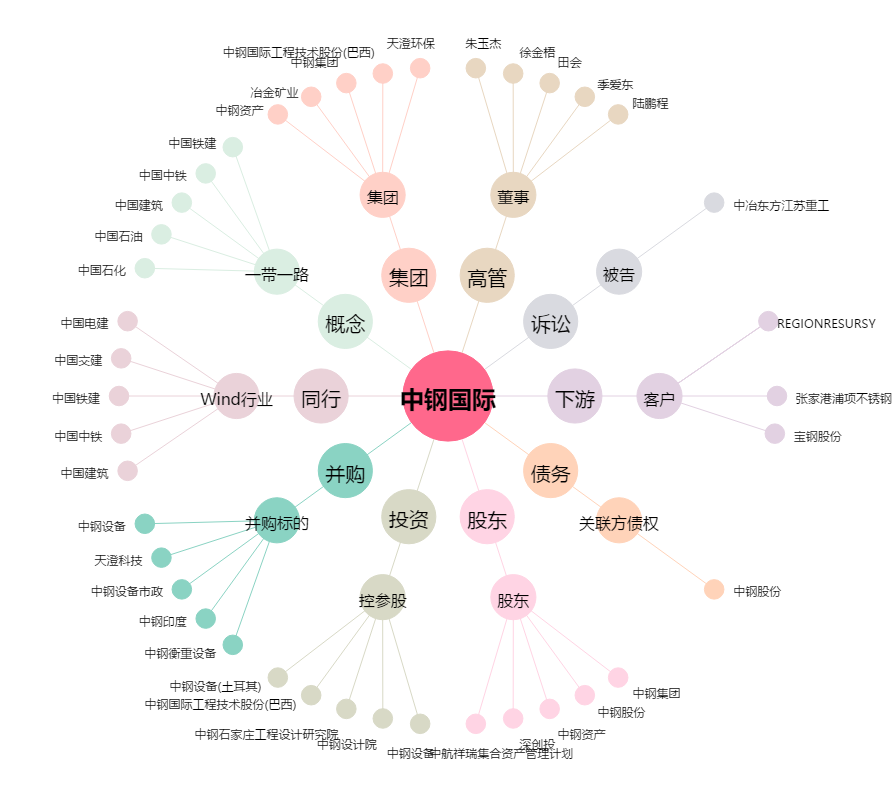 天澄环保
朱玉杰
中钢国际工程技术股份(巴西)
徐金梧
中钢集团
田会
冶金矿业
季爱东
中钢资产
陆鹏程
中国铁建
中国中铁
集团
董事
中国建筑
中冶东方江苏重工
中国石油
中国石化
一带一路
集团
高管
被告
中国电建
概念
诉讼
REGIONRESURSY
中国交建
中国铁建
Wind行业
同行
中钢国际
下游
客户
张家港浦项不锈钢
中国中铁
宝钢股份
中国建筑
并购
债务
中钢设备
并购标的
投资
股东
关联方债权
天澄科技
中钢设备市政
中钢股份
中钢印度
控参股
股东
中钢衡重设备
中钢设备(土耳其)
中钢集团
中钢国际工程技术股份(巴西)
中钢股份
中钢石家庄工程设计研究院
中钢资产
中钢设计院
深创投
中钢设备
中航祥瑞集合资产管理计划